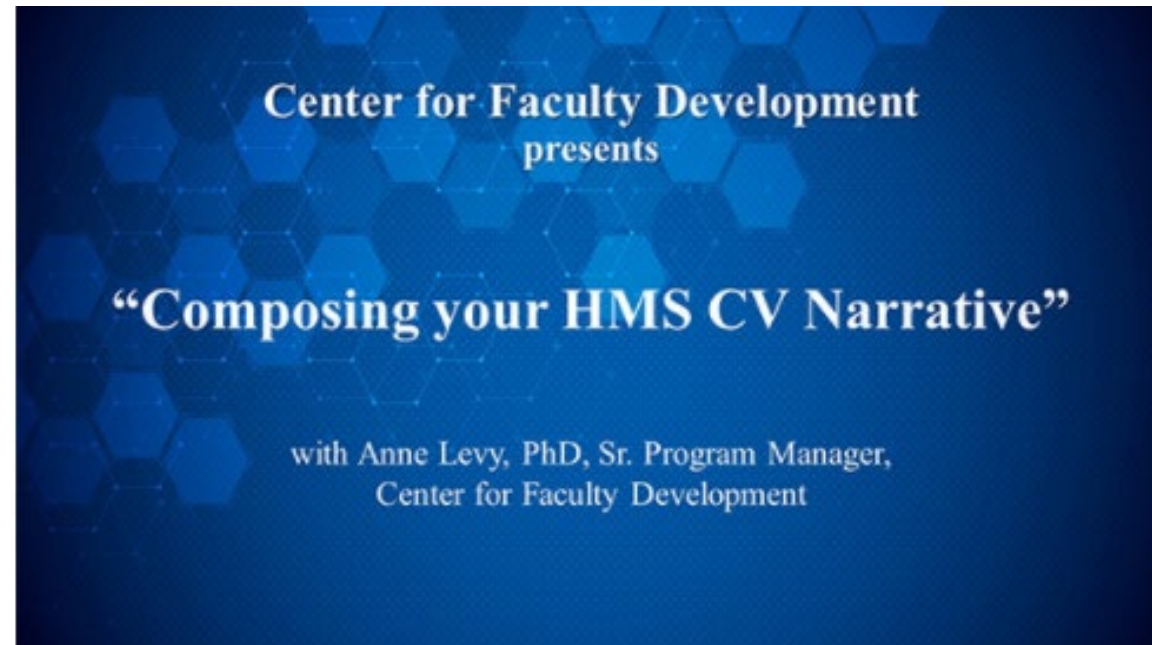 Center for Faculty Development
presents
“Composing your HMS CV Narrative”
with Anne Levy, PhD, Sr. Program Manager,
Center for Faculty Development